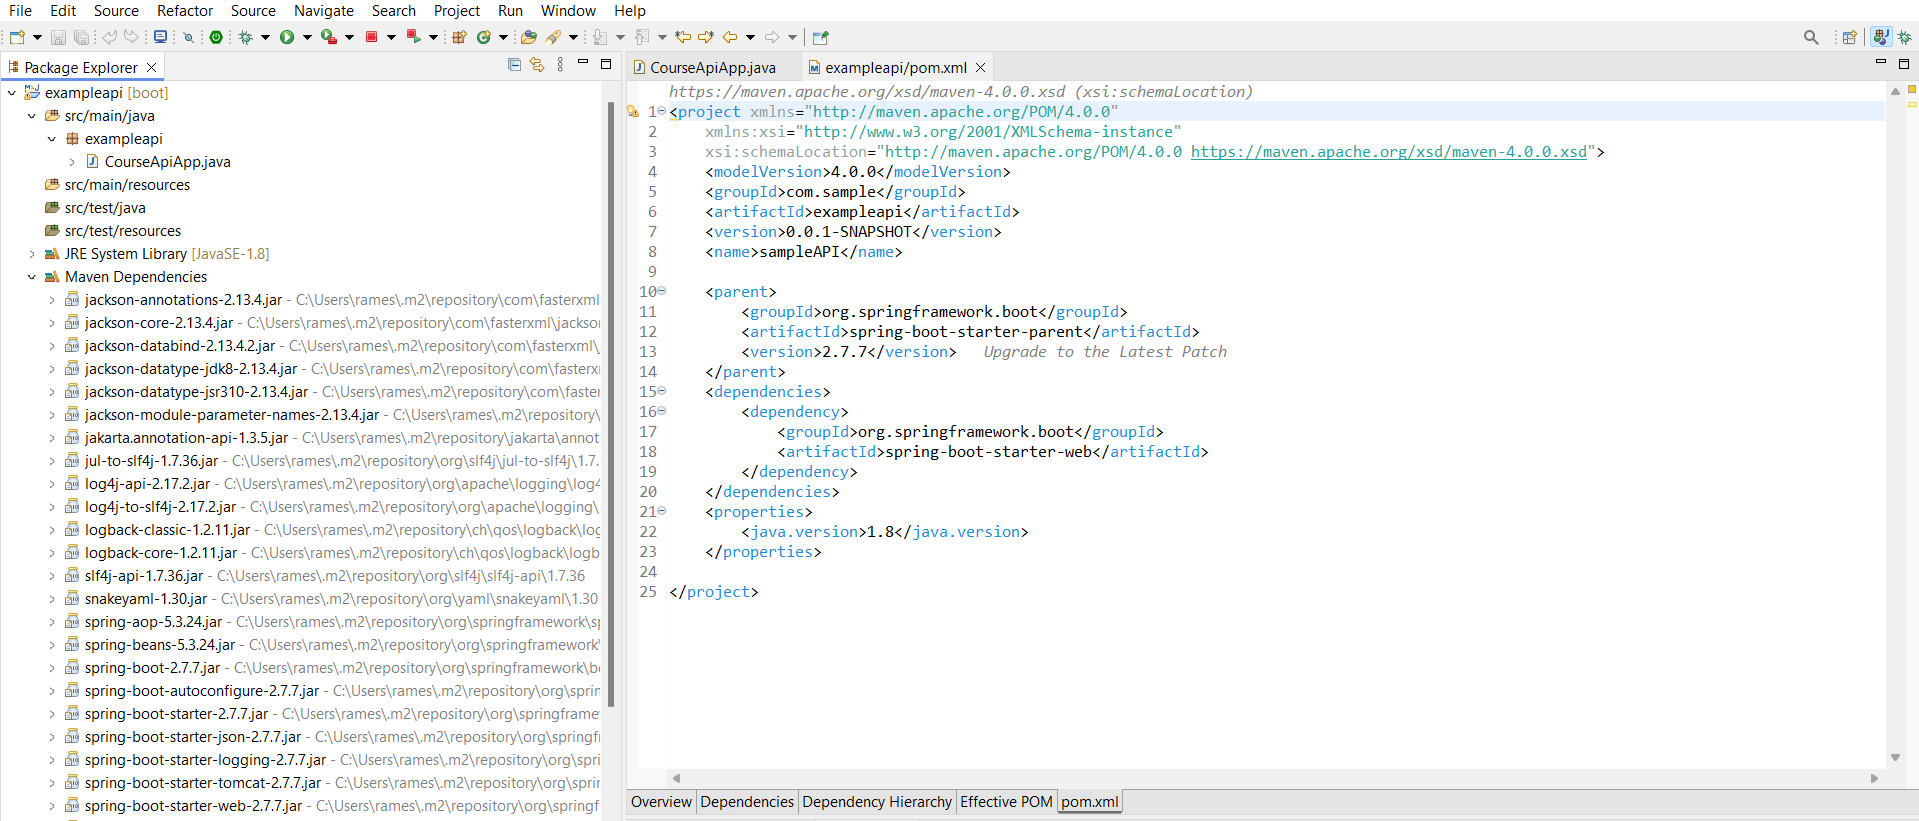 File Edit Source Refactor Source Navigate Search Project Run Window Help
Package Explorer
exampleapi [boot]
src/main/java
exampleapi
CourseApiApp.java
src/main/resources
src/test/java
src/test/resources
JRE System Library [JavaSE-1.8]
Maven Dependencies
jackson-annotations-2.13.4.jar - C:\Users\rames\.m2\repository\com\fasterxml
jackson-core-2.13.4.jar - C:\Users\rames\.m2\repository\com\fasterxml\jackso
jackson-databind-2.13.4.2.jar - C:\Users\rames\.m2\repository\com\fasterxml\
jackson-datatype-jdk8-2.13.4.jar - C:\Users\rames\.m2\repository\com\fasterx
jackson-datatype-jsr310-2.13.4.jar - C:\Users\rames\.m2\repository\com\faster
jackson-module-parameter-names-2.13.4.jar - C:\Users\rames\.m2\repository\
jakarta.annotation-api-1.3.5.jar - C:\Users\rames\.m2\repository\jakarta\annot
jul-to-slf4j-1.7.36.jar - C:\Users\rames\.m2\repository\org\slf4j\jul-to-slf4j\1.7.
log4j-api-2.17.2.jar - C:\Users\rames\.m2\repository\org\apache\logging\log4
log4j-to-slf4j-2.17.2.jar - C:\Users\rames\.m2\repository\org\apache\logging\
logback-classic-1.2.11.jar - C:\Users\rames\.m2\repository\ch\qos\logback\log
logback-core-1.2.11.jar - C:\Users\rames\.m2\repository\ch\qos\logback\logb
slf4j-api-1.7.36.jar - C:\Users\rames\.m2\repository\org\slf4j\slf4j-api\1.7.36
snakeyaml-1.30.jar - C:\Users\rames\.m2\repository\org\yaml\snakeyaml\1.30
spring-aop-5.3.24.jar - C:\Users\rames\.m2\repository\org\springframework\sp
spring-beans-5.3.24.jar - C:\Users\rames\.m2\repository\org\springframework\
spring-boot-2.7.7.jar - C:\Users\rames\.m2\repository\org\springframework\bo
spring-boot-autoconfigure-2.7.7.jar - C:\Users\rames\.m2\repository\org\sprin
spring-boot-starter-2.7.7.jar - C:\Users\rames\.m2\repository\org\springframe
spring-boot-starter-json-2.7.7.jar - C:\Users\rames\.m2\repository\org\springf
spring-boot-starter-logging-2.7.7.jar - C:\Users\rames\.m2\repository\org\spri
spring-boot-starter-tomcat-2.7.7.jar - C:\Users\rames\.m2\repository\org\sprir
spring-boot-starter-web-2.7.7.jar - C:\Users\rames\.m2\repository\org\springf
CourseApiApp.java exampleapi/pom.xml
https://maven.apache.org/xsd/maven-4.0.0.xsd (xsi:schemaLocation)
1 <project xmlns="http://maven.apache.org/POM/4.0.0"
2 xmlns:xsi="http://www.w3.org/2001/XMLSchema-instance"
3 xsi:schemaLocation="http://maven.apache.org/POM/4.0.0 https://maven.apache.org/xsd/maven-4.0.0.xsd">
4 <modelVersion>4.0.0</modelVersion>
5 <groupId>com.sample</groupId>
6 <artifactId>exampleapi</artifactId>
7 <version>0.0.1-SNAPSHOT</version>
8 <name>sampleAPI</name>
9
10 <parent>
11 <groupId>org.springframework.boot</groupId>
12 <artifactId>spring-boot-starter-parent</artifactId>
13 <version>2.7.7</version> Upgrade to the Latest Patch
14 </parent>
15 <dependencies>
16 <dependency>
17 <groupId>org.springframework.boot</groupId>
18 <artifactId>spring-boot-starter-web</artifactId>
19 </dependency>
20 </dependencies>
21 <properties>
22 <java.version>1.8</java.version>
23 </properties>
24
25 </project>
Overview Dependencies Dependency Hierarchy Effective POM pom.xml